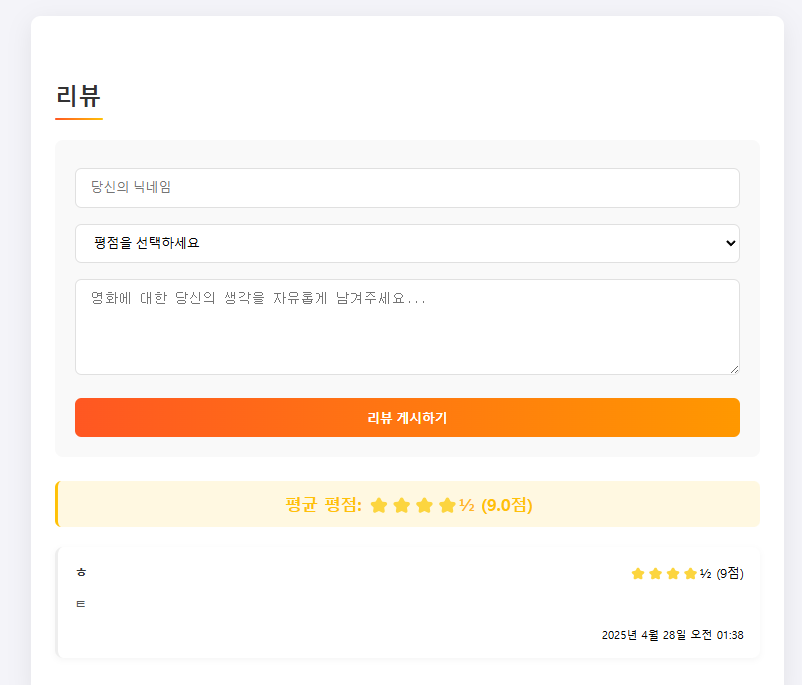 리뷰
당신의 닉네임
평점을 선택하세요
영화에 대한 당신의 생각을 자유롭게 남겨주세요...
리뷰 게시하기
평균 평점: ⭐⭐⭐⭐½ (9.0점)
ㅎ ⭐⭐⭐⭐½ (9점)
ㅌ
2025년 4월 28일 오전 01:38